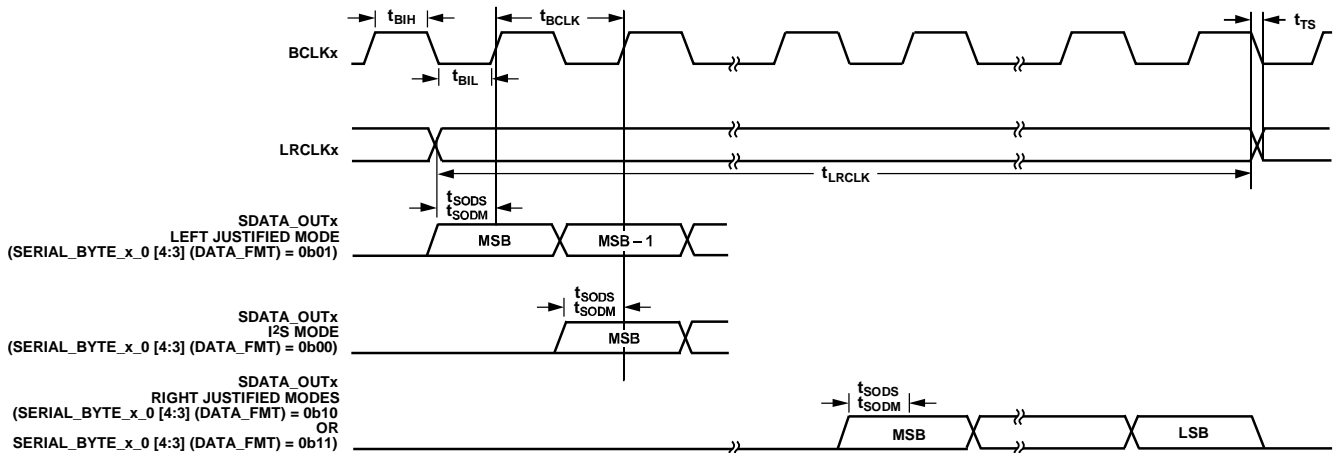 tBIH
tBCLK
tTS
BCLKx
tBIL
LRCLKx
tLRCLK
tSODS
tSODM
SDATA_OUTx
LEFT JUSTIFIED MODE
(SERIAL_BYTE_x_0 [4:3] (DATA_FMT) = 0b01)
MSB
MSB – 1
tSODS
tSODM
SDATA_OUTx
I2S MODE
(SERIAL_BYTE_x_0 [4:3] (DATA_FMT) = 0b00)
MSB
SDATA_OUTx
RIGHT JUSTIFIED MODES
(SERIAL_BYTE_x_0 [4:3] (DATA_FMT) = 0b10
OR
SERIAL_BYTE_x_0 [4:3] (DATA_FMT) = 0b11)
tSODS
tSODM
MSB
LSB